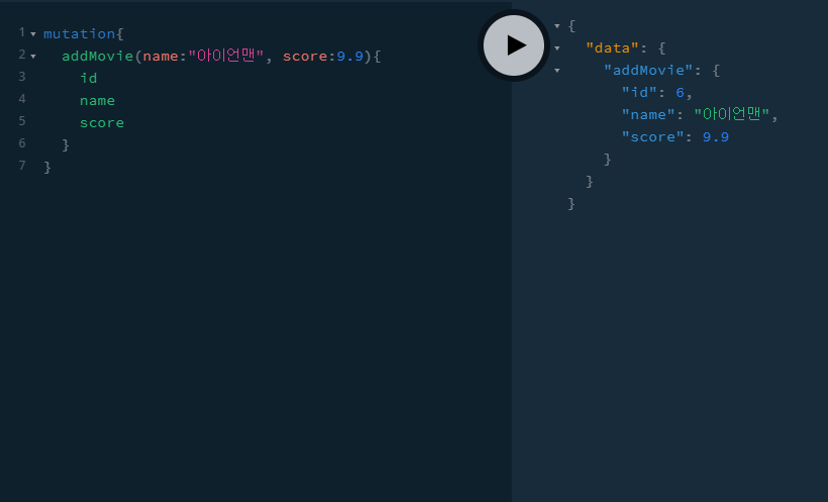 1 mutation{
2 addMovie(name:"아이언맨", score:9.9){
3 id
4 name
5 score
6 }
7 }
{
"data": {
"addMovie": {
"id": 6,
"name": "아이언맨",
"score": 9.9
}
}
}